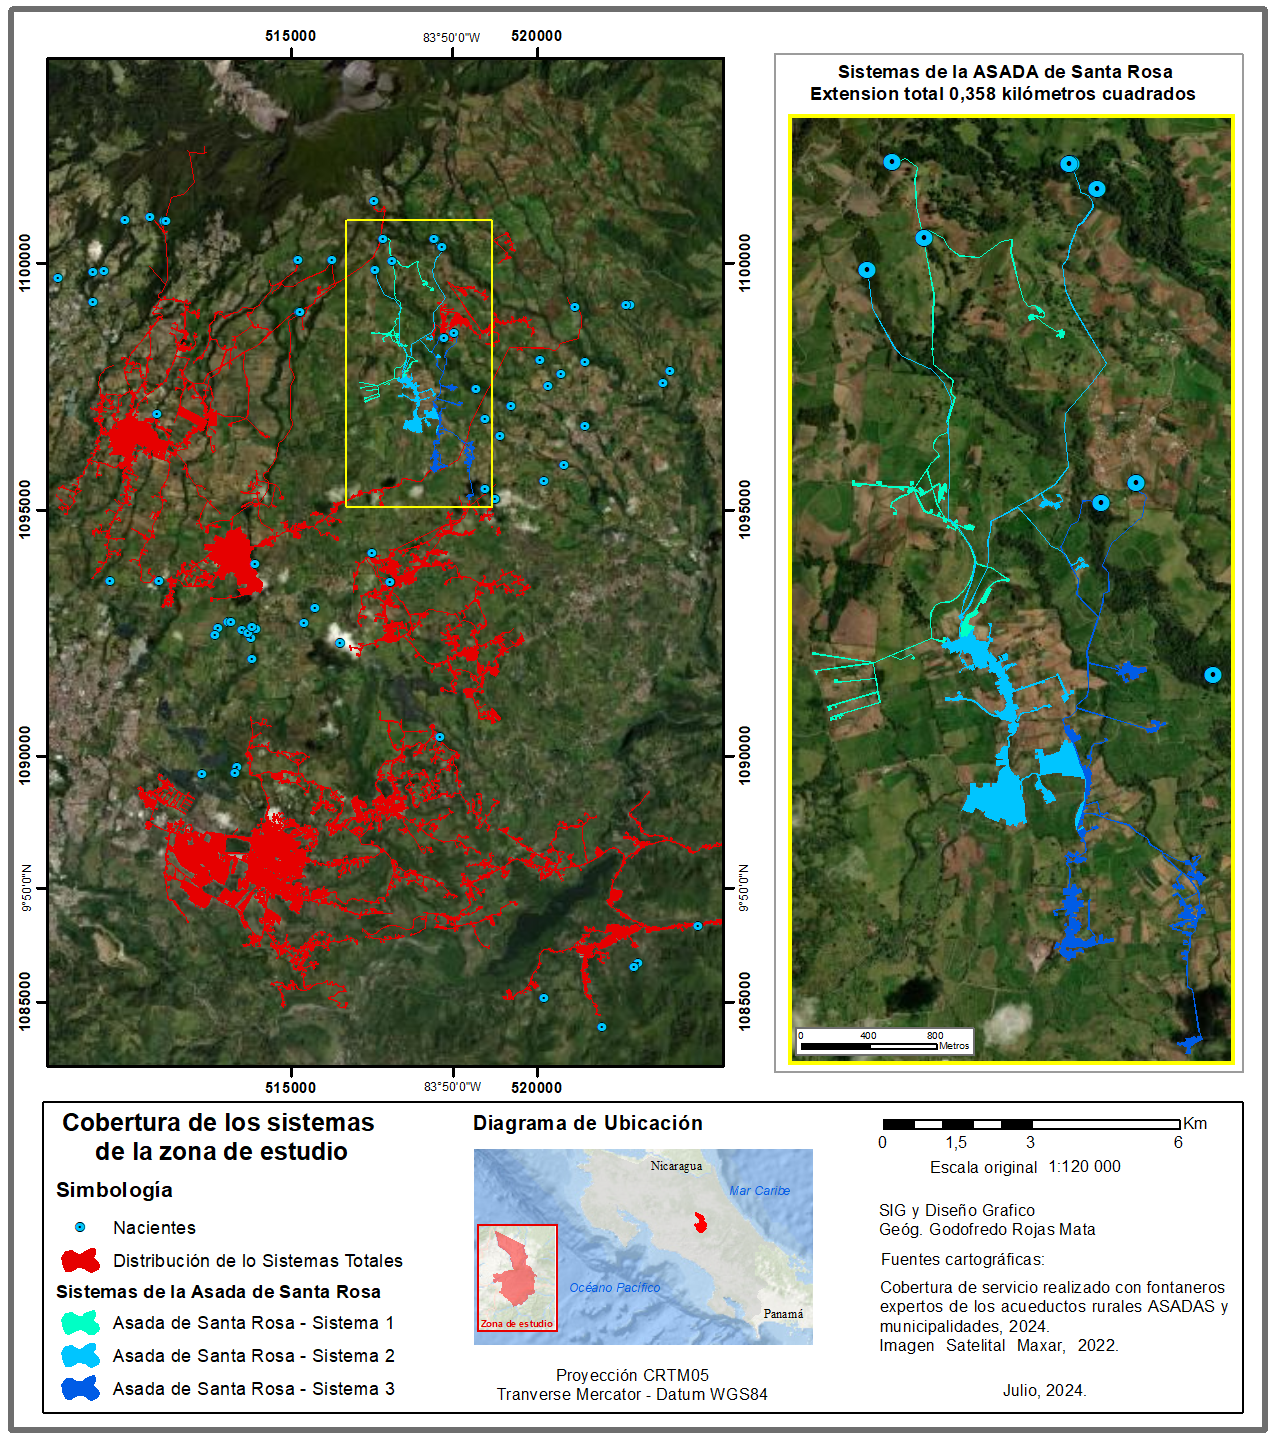 515000
83°50'0"W
520000
1100000
1095000
1090000
9°50'0"N
1085000
1100000
1095000
1090000
9°50'0"N
1085000
515000
83°50'0"W
520000
Sistemas de la ASADA de Santa Rosa
Extension total 0,358 kilómetros cuadrados
0 400 800
Metros
Cobertura de los sistemas
de la zona de estudio
Simbología
Nacientes
Distribución de lo Sistemas Totales
Sistemas de la Asada de Santa Rosa
Asada de Santa Rosa - Sistema 1
Asada de Santa Rosa - Sistema 2
Asada de Santa Rosa - Sistema 3
Diagrama de Ubicación
Nicaragua
Mar Caribe
Océano Pacífico
Panamá
Zona de estudio
Proyección CRTM05
Tranverse Mercator - Datum WGS84
Km
0 1,5 3 6
Escala original 1:120 000
SIG y Diseño Grafico
Geóg. Godofredo Rojas Mata
Fuentes cartográficas:
Cobertura de servicio realizado con fontaneros
expertos de los acueductos rurales ASADAS y
municipalidades, 2024.
Imagen Satelital Maxar, 2022.
Julio, 2024.